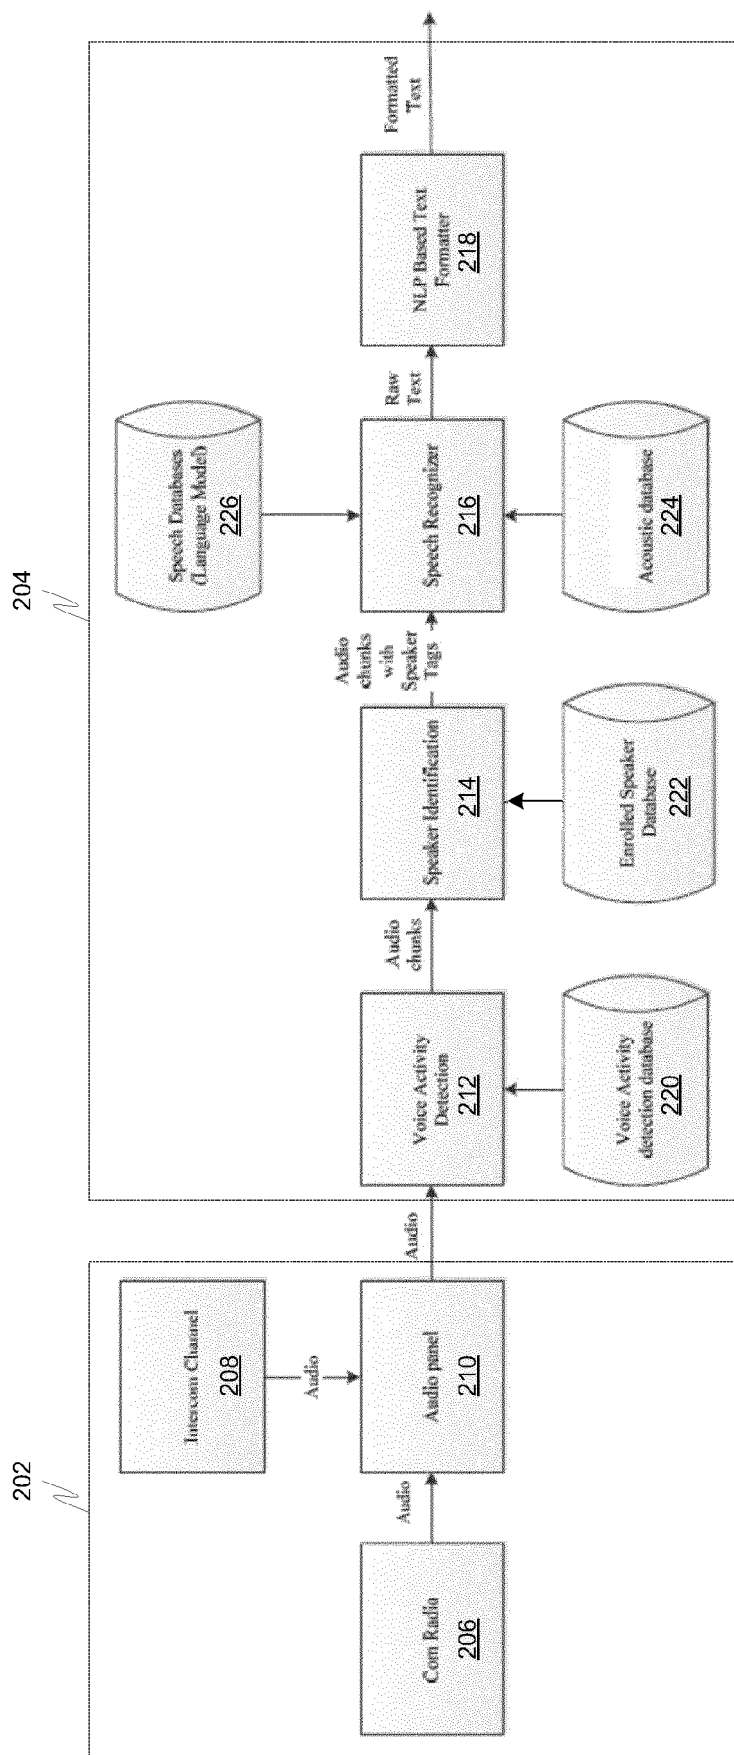 202
204
Com Radio
206
Audio
Intercom Channel
208
Audio
Audio panel
210
Audio
Voice Activity
Detection
212
Voice Activity
detection database
220
Audio
chunks
Speaker Identification
214
Enrolled Speaker
Database
222
Audio
chunks
with
Speaker
Tags
Speech Databases
(Language Model)
226
Speech Recognizer
216
Acoustic database
224
Raw
Text
NLP Based Text
Formatter
218
Formatted
Text